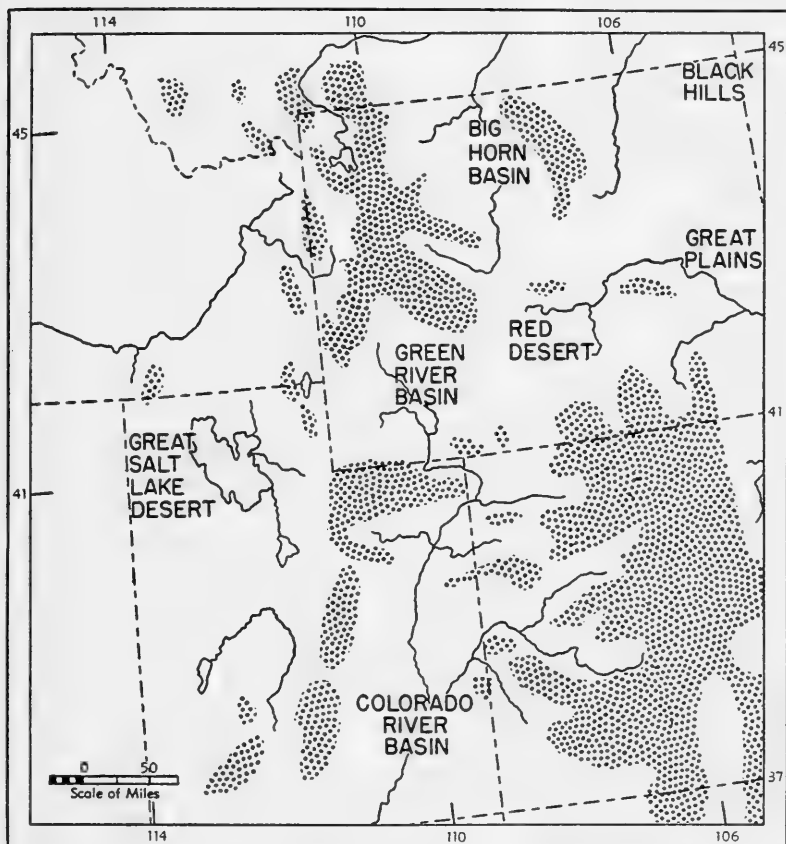 114
110
106
45
BLACK
HILLS
45
BIG
HORN
BASIN
GREAT
PLAINS
RED
DESERT
GREEN
RIVER
BASIN
41
GREAT
SALT
LAKE
DESERT
41
COLORADO
RIVER
BASIN
0 50
Scale of Miles
37
114
110
106